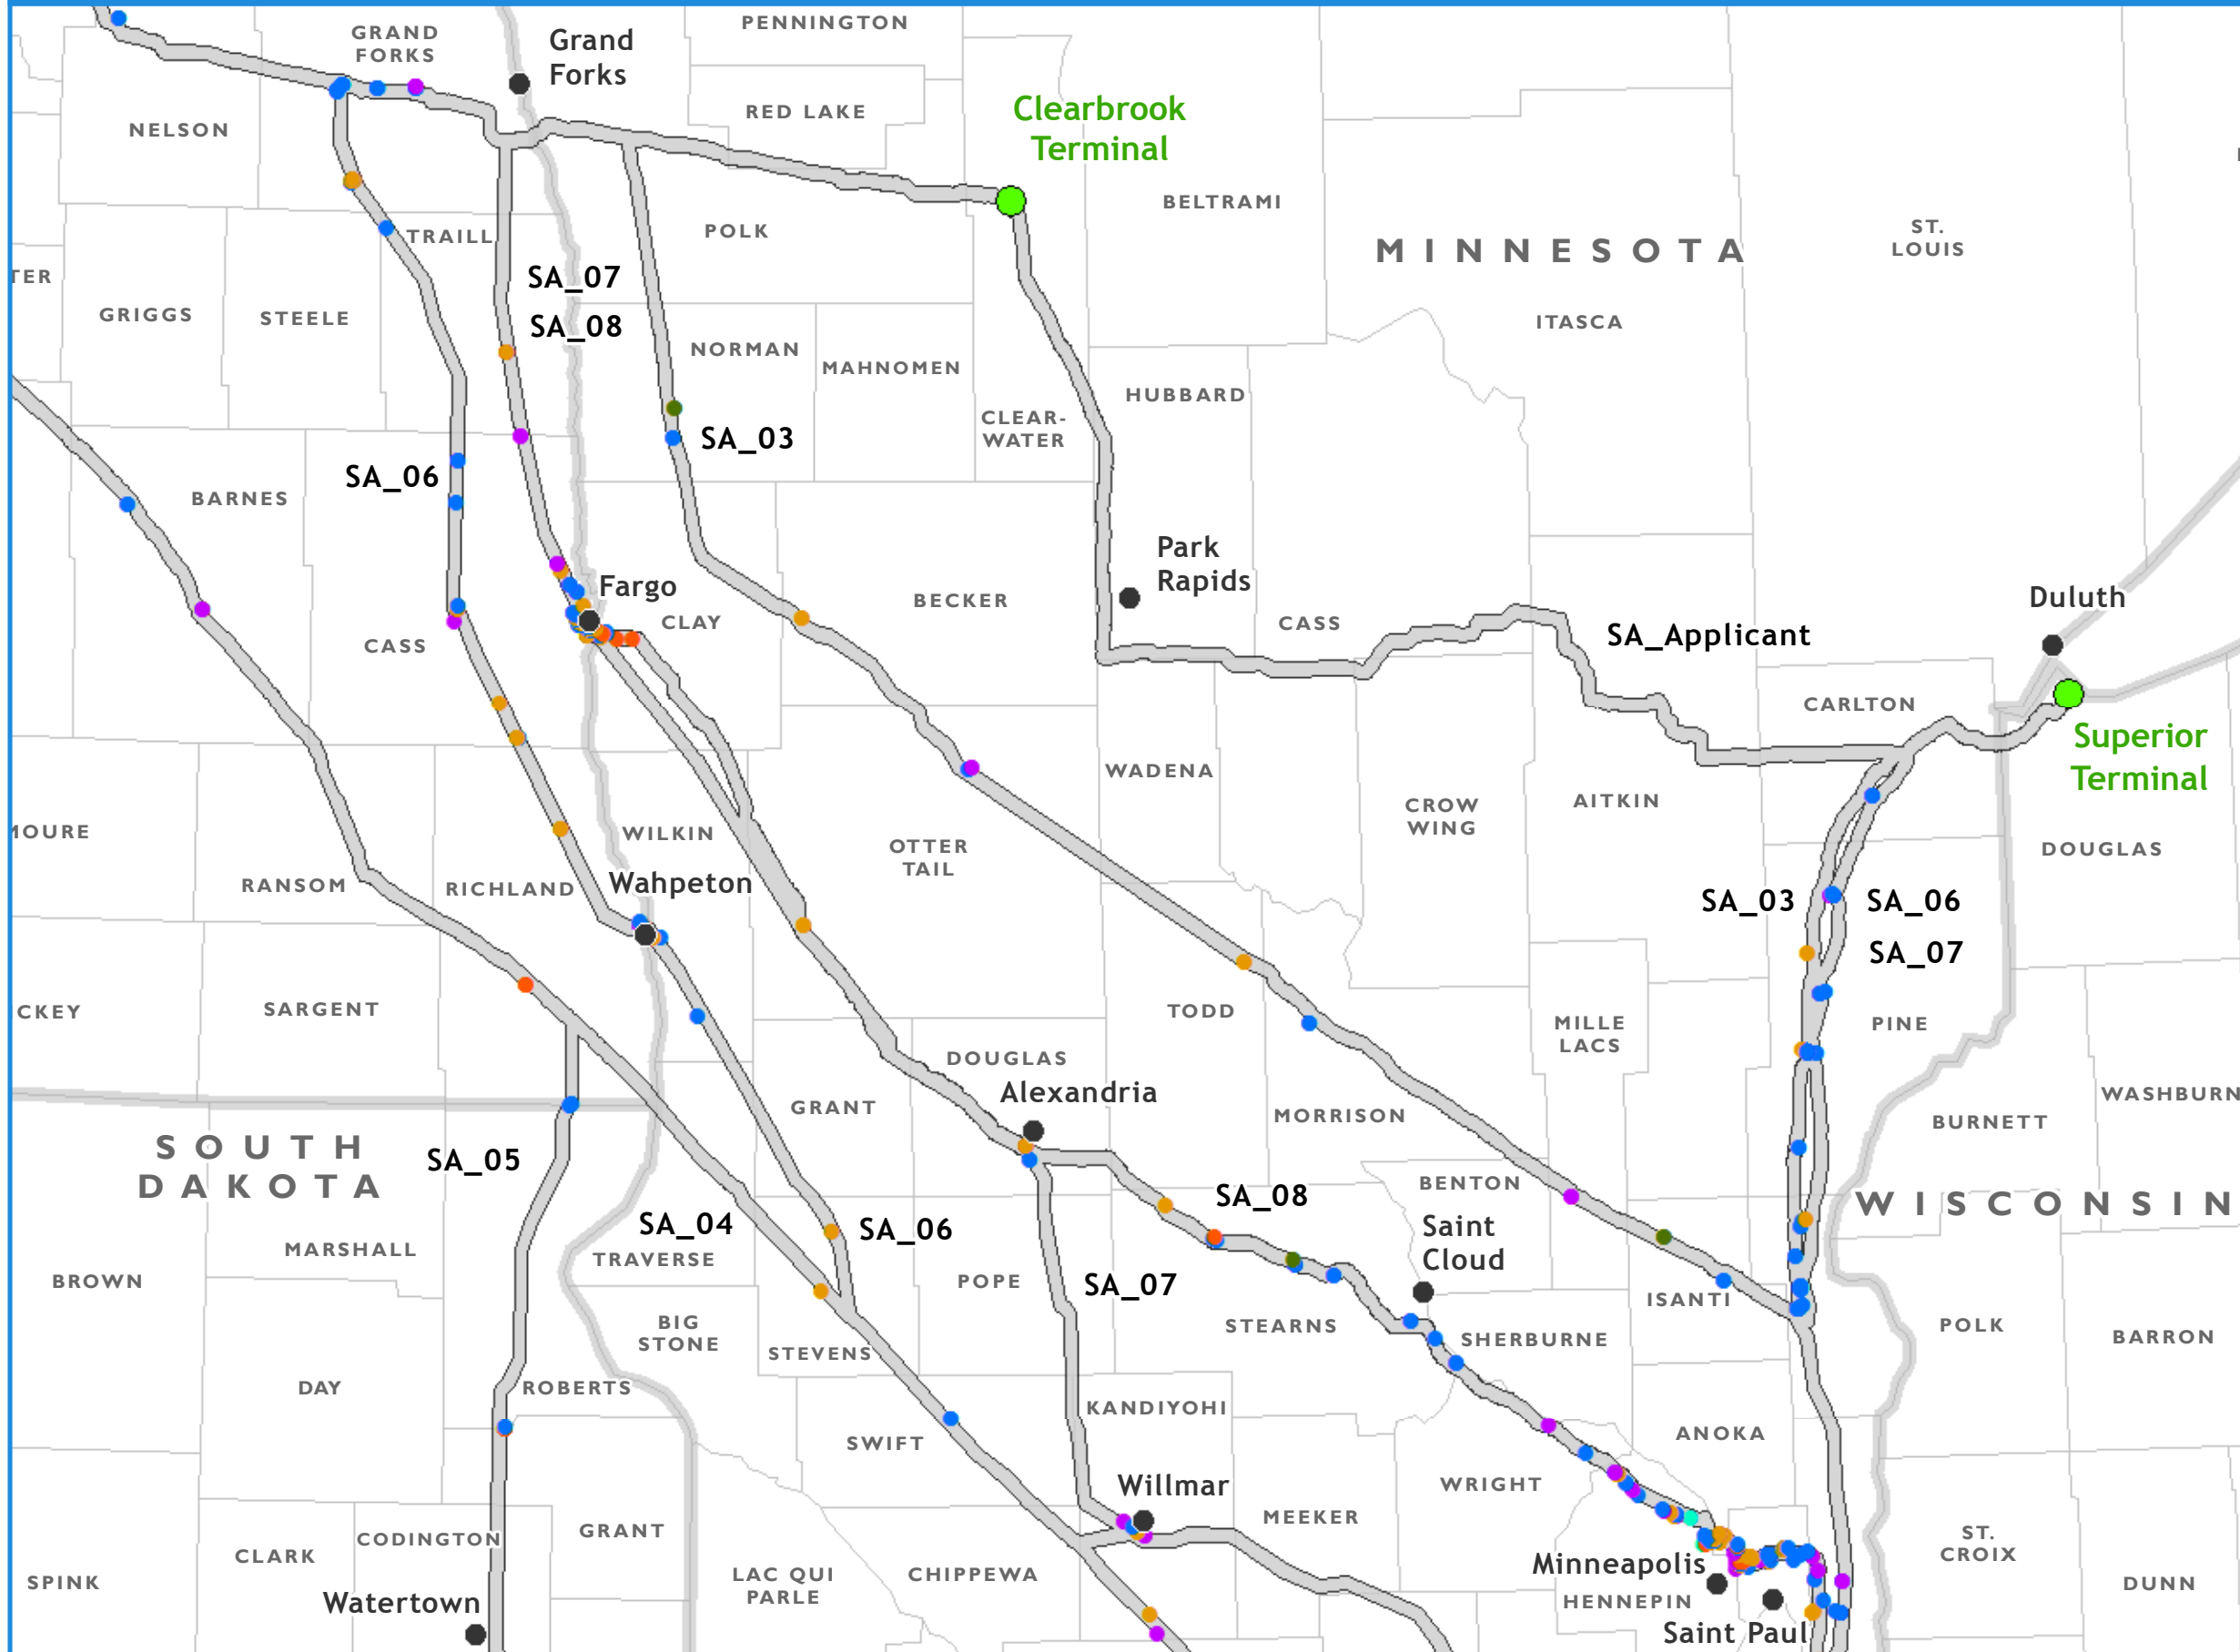 PENNINGTON
GRAND
FORKS
Grand
Forks
RED LAKE
Clearbrook
Terminal
NELSON
BELTRAMI
MINNESOTA
ST.
LOUIS
TRAILL
POLK
TER
SA_07
GRIGGS
STEELE
SA_08
ITASCA
NORMAN
MAHNOMEN
HUBBARD
CLEAR-
WATER
SA_03
SA_06
BARNES
Park
Rapids
Fargo
BECKER
CLAY
CASS
Duluth
SA_Applicant
CASS
CARLTON
Superior
Terminal
WADENA
AITKIN
CROW
WING
MOURE
WILKIN
OTTER
TAIL
DOUGLAS
RANSOM
RICHLAND
Wahpeton
SA_03
SA_06
SA_07
CKEY
SARGENT
TODD
MILLE
LACS
PINE
DOUGLAS
Alexandria
GRANT
MORRISON
BURNETT
WASHBURN
SOUTH
DAKOTA
SA_05
BENTON
SA_08
WISCONSIN
SA_04
SA_06
Saint
Cloud
MARSHALL
TRAVERSE
BROWN
POPE
SA_07
ISANTI
BIG
STONE
STEARNS
SHERBURNE
POLK
BARRON
STEVENS
DAY
ROBERTS
KANDIYOHI
ANOKA
SWIFT
Willmar
WRIGHT
MEEKER
CODINGTON
GRANT
CLARK
ST.
CROIX
SPINK
LAC QUI
PARLE
CHIPPEWA
Minneapolis
DUNN
HENNEPIN
Watertown
Saint Paul